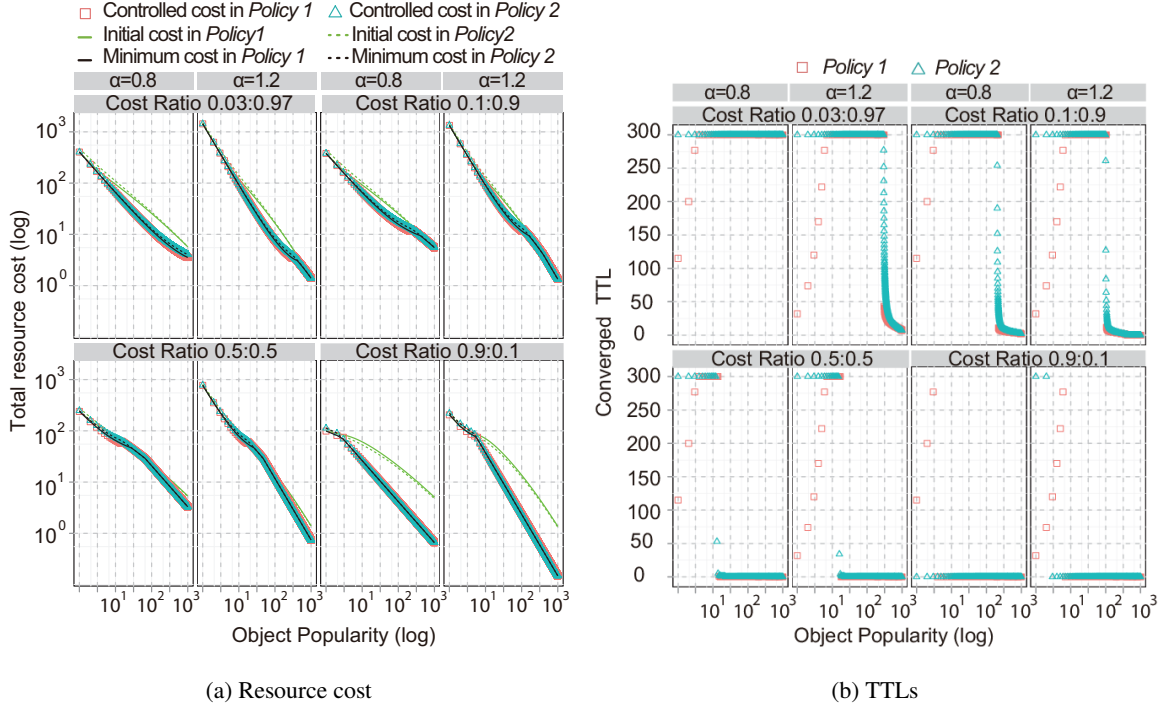 Controlled cost in Policy 1
Controlled cost in Policy 2
Initial cost in Policy1
Initial cost in Policy2
Minimum cost in Policy 1
Minimum cost in Policy 2
α=0.8 α=1.2 α=0.8 α=1.2
Cost Ratio 0.03:0.97 Cost Ratio 0.1:0.9
10^3
10^2
10^1
10^0
Cost Ratio 0.5:0.5 Cost Ratio 0.9:0.1
10^3
10^2
10^1
10^0
Total resource cost (log)
10^1 10^2 10^3 10^1 10^2 10^3 10^1 10^2 10^3 10^1 10^2 10^3
Object Popularity (log)
(a) Resource cost
Policy 1 Policy 2
α=0.8 α=1.2 α=0.8 α=1.2
Cost Ratio 0.03:0.97 Cost Ratio 0.1:0.9
300
250
200
150
300
50
0
Cost Ratio 0.5:0.5 Cost Ratio 0.9:0.1
300
250
200
150
100
50
0
Converged TTL
10^1 10^2 10^3 10^1 10^2 10^3 10^1 10^2 10^3 10^1 10^2 10^3
Object Popularity (log)
(b) TTLs